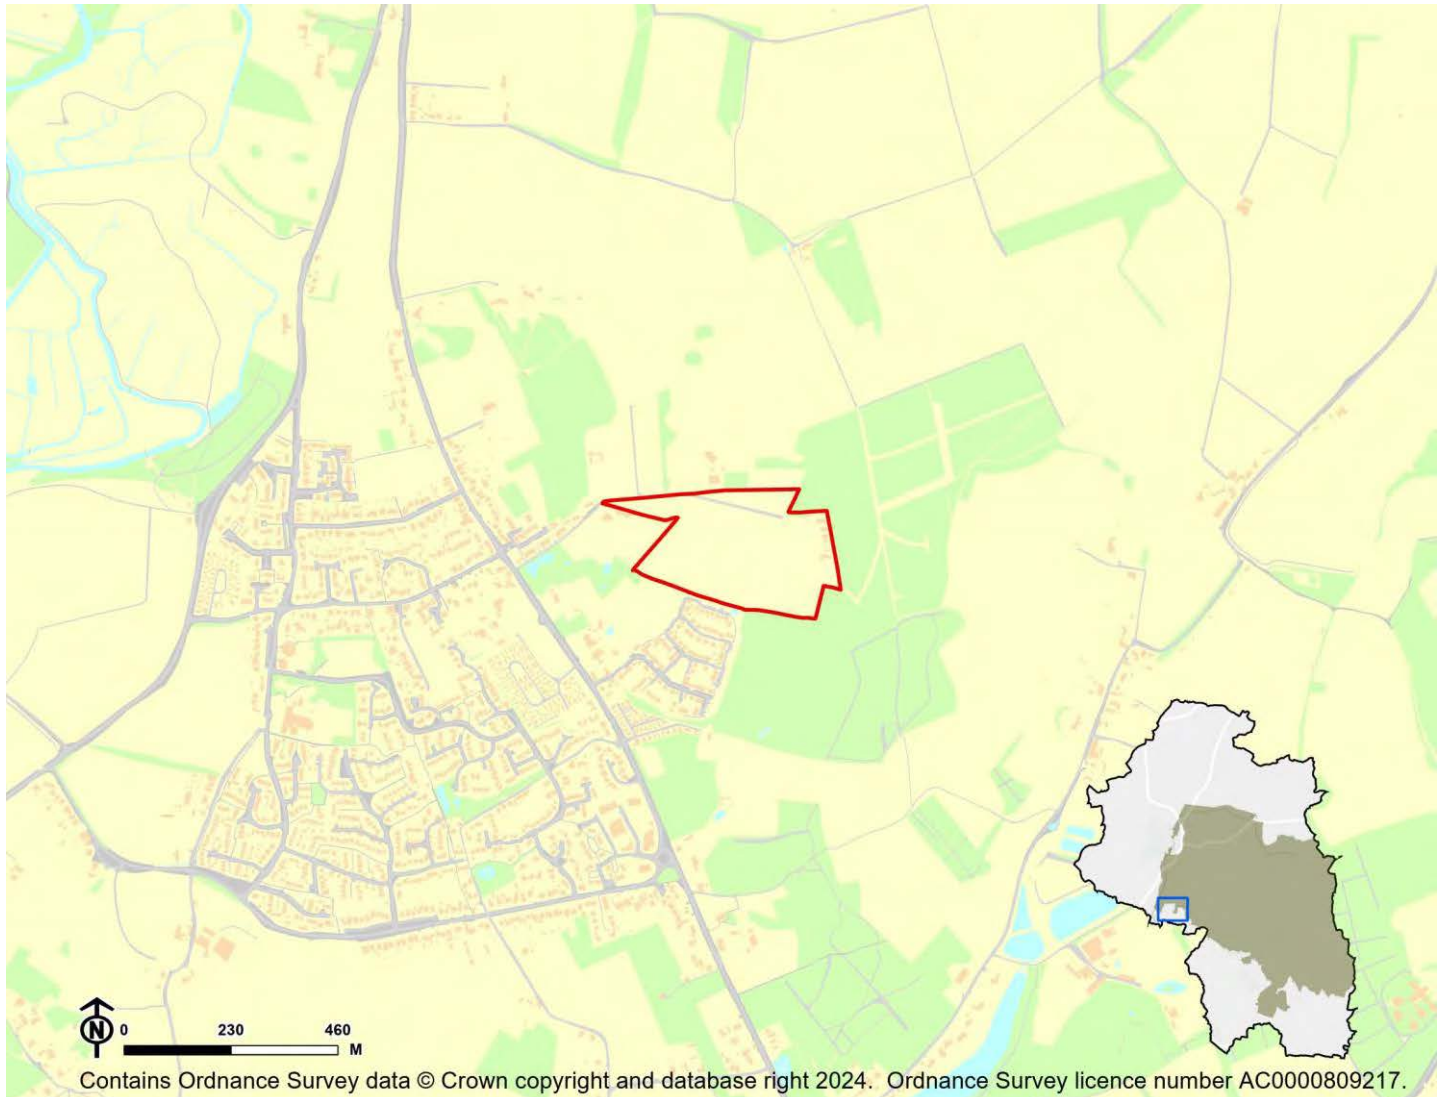 N 0 230 460
M
Contains Ordnance Survey data © Crown copyright and database right 2024. Ordnance Survey licence number AC0000809217.